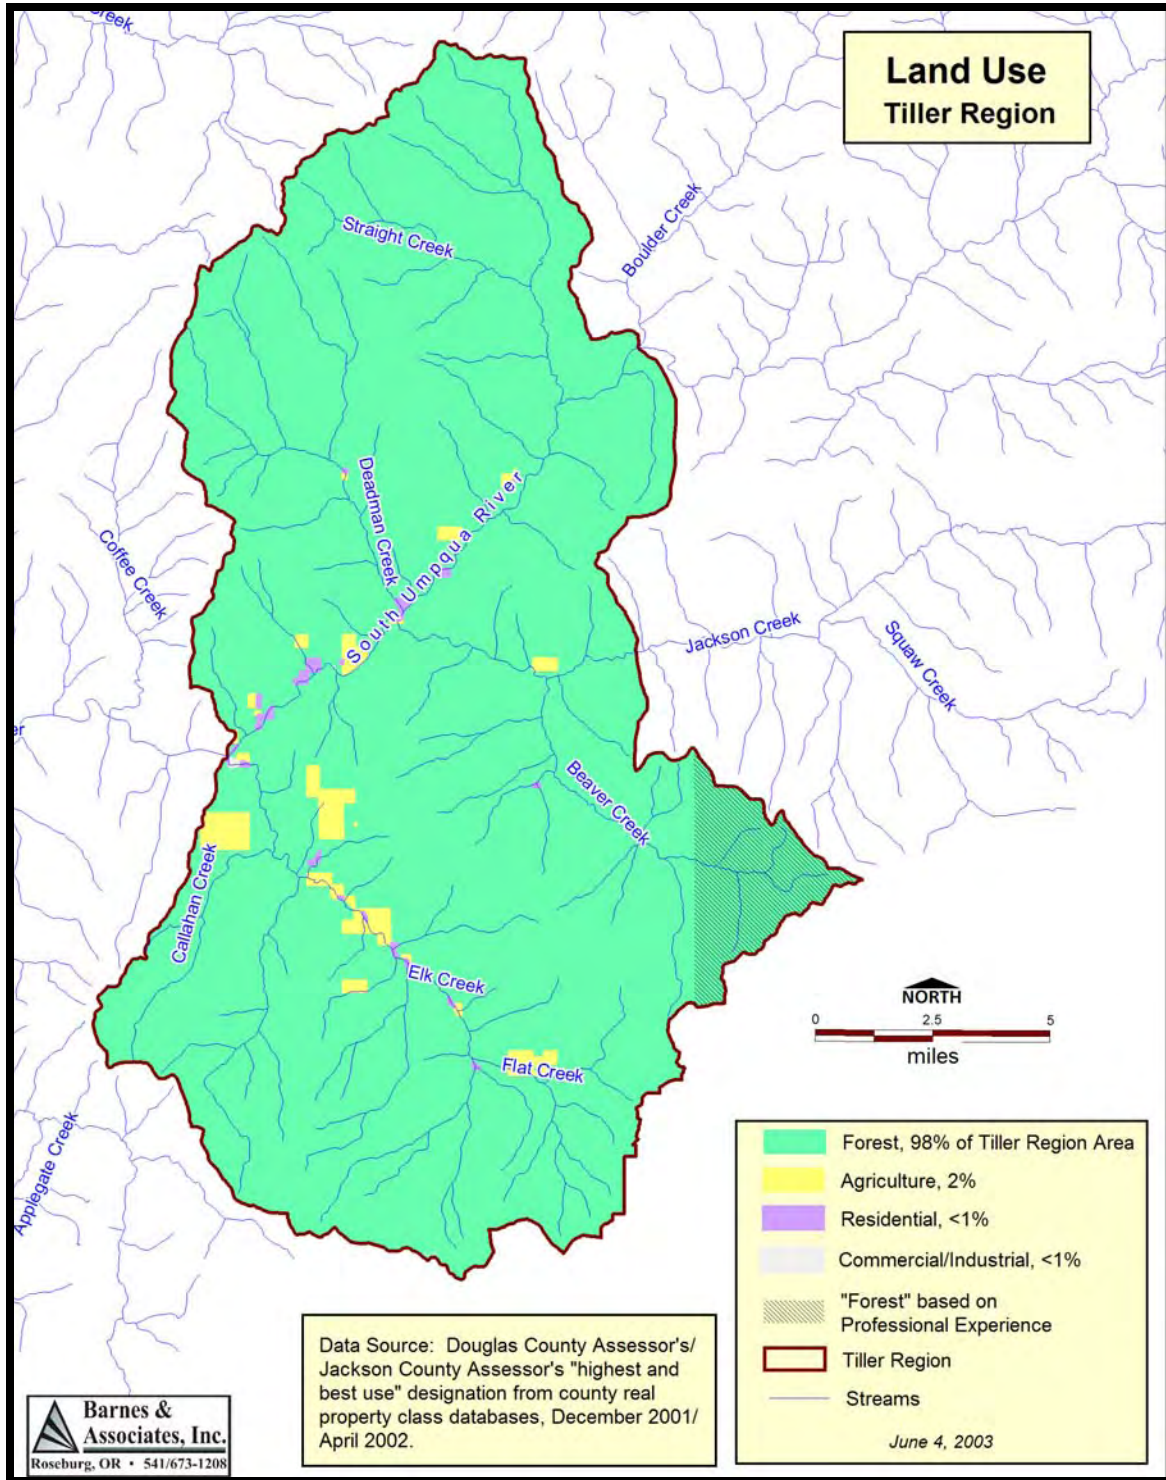 Creek
Land Use
Tiller Region
Straight Creek
Boulder Creek
Deadman Creek
South Umpqua River
Coffee Creek
Jackson Creek
Squaw Creek
er
Beaver Creek
Callahan Creek
Elk Creek
Flat Creek
Applegate Creek
NORTH
0 2.5 5
miles
Forest, 98% of Tiller Region Area
Agriculture, 2%
Residential, <1%
Commercial/Industrial, <1%
"Forest" based on
Professional Experience
Tiller Region
Streams
June 4, 2003
Data Source: Douglas County Assessor's/
Jackson County Assessor's "highest and
best use" designation from county real
property class databases, December 2001/
April 2002.
Barnes &
Associates, Inc.
Roseburg, OR • 541/673-1208